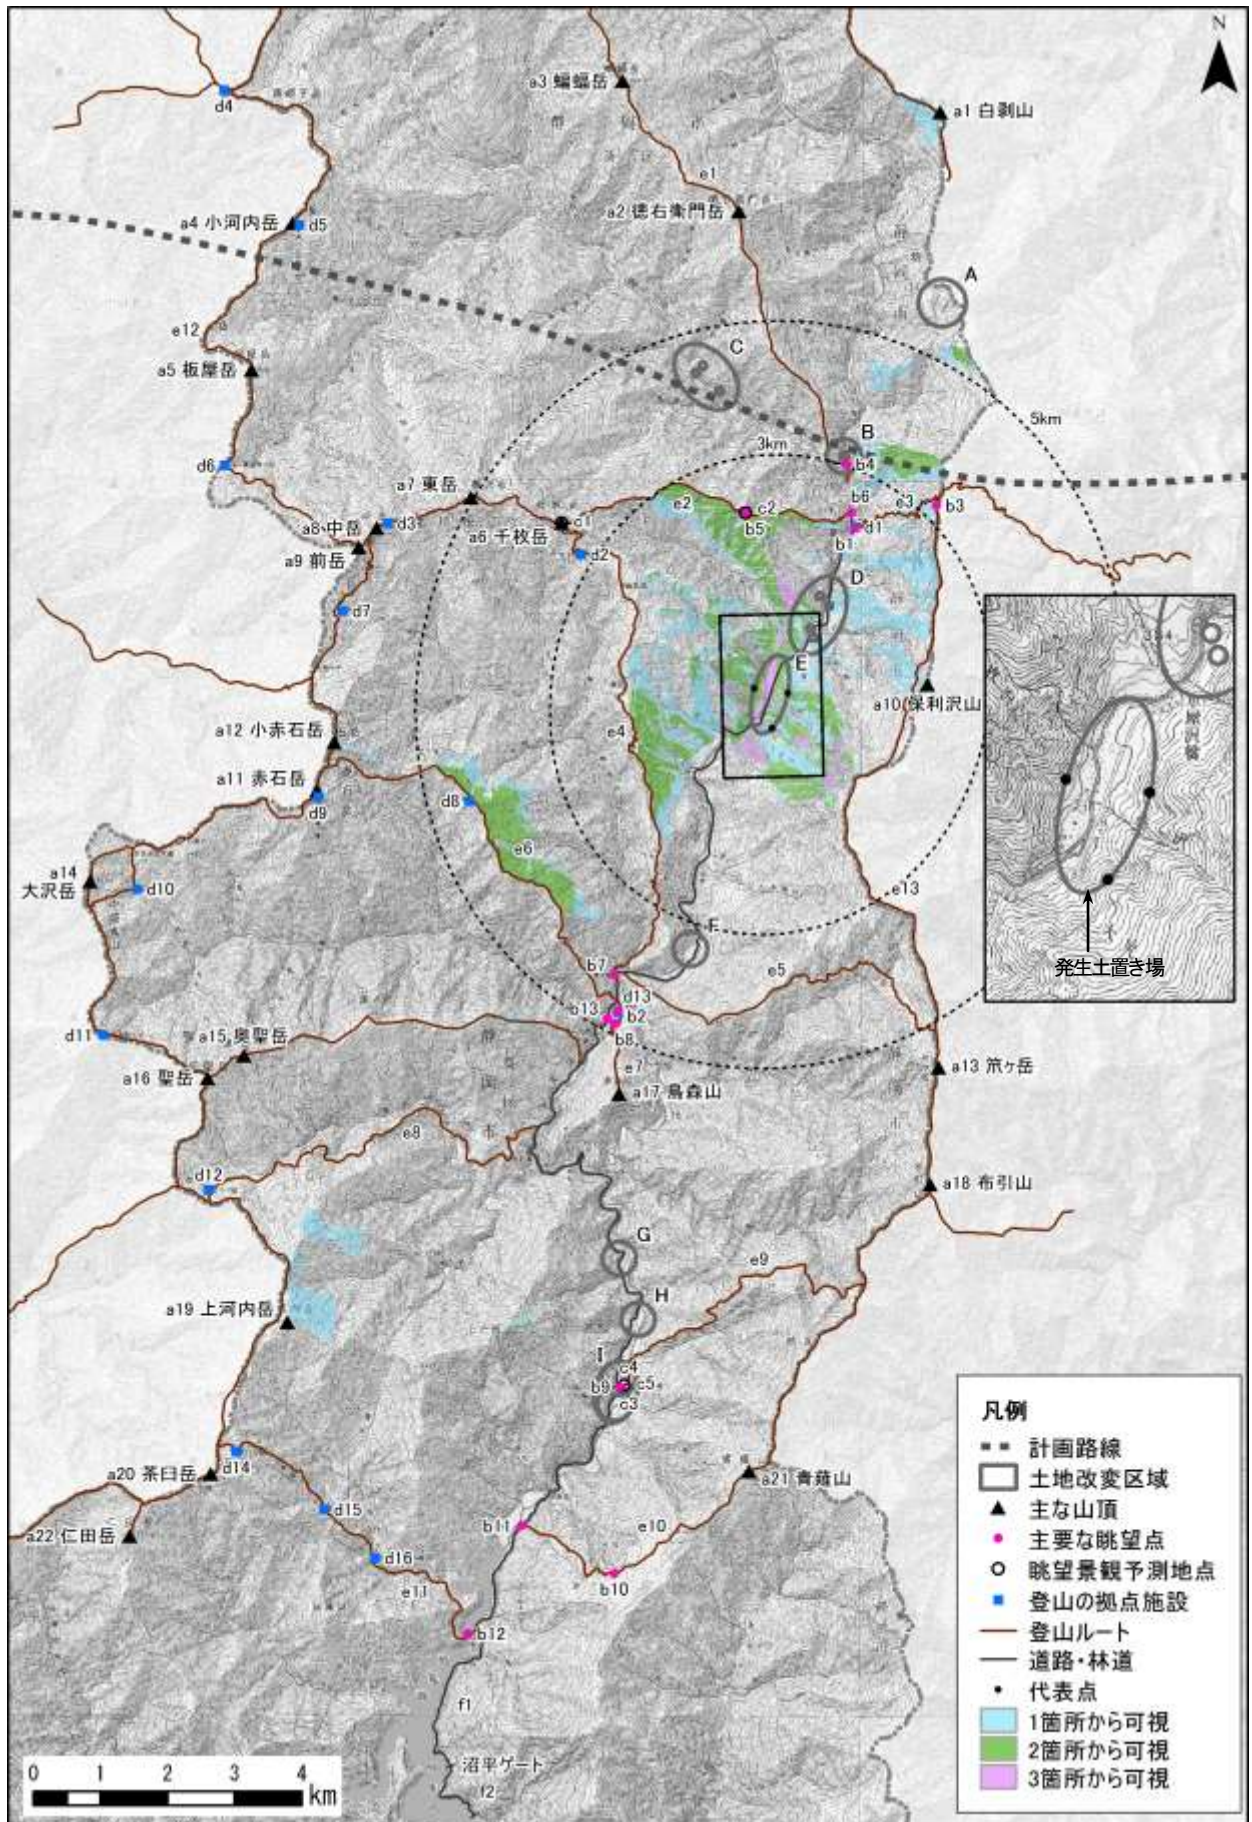 N
d4
a3 蝙蝠岳
a1 白剥山
e1
a2 徳右衛門岳
a4 小河内岳
d5
A
e12
C
a5 板屋岳
5km
3km
B
b4
d6
a7 東岳
e2
c2
b6
e3
b3
a8 中岳
d3
c1
b5
b1
d1
a6 千枚岳
a9 前岳
d2
D
d7
E
a10 保利沢山
a12 小赤石岳
e4
a11 赤石岳
d9
d8
e6
a14
大沢岳
d10
e13
F
発生土置き場
b7
e5
d13
b13
b2
d11
a15 奥聖岳
b8
a16 聖岳
e7
a13 笊ヶ岳
a17 鳥森山
e8
d12
a18 布引山
G
e9
a19 上河内岳
H
I
c4
b9
c5
c3
d14
a20 茶臼岳
a21 青薙山
d15
b11
e10
a22 仁田岳
d16
e11
b10
b12
f1
沼平ゲート
f2
凡例
計画路線
土地改変区域
主な山頂
主要な眺望点
眺望景観予測地点
登山の拠点施設
登山ルート
道路・林道
代表点
1箇所から可視
2箇所から可視
3箇所から可視
0 1 2 3 4
km